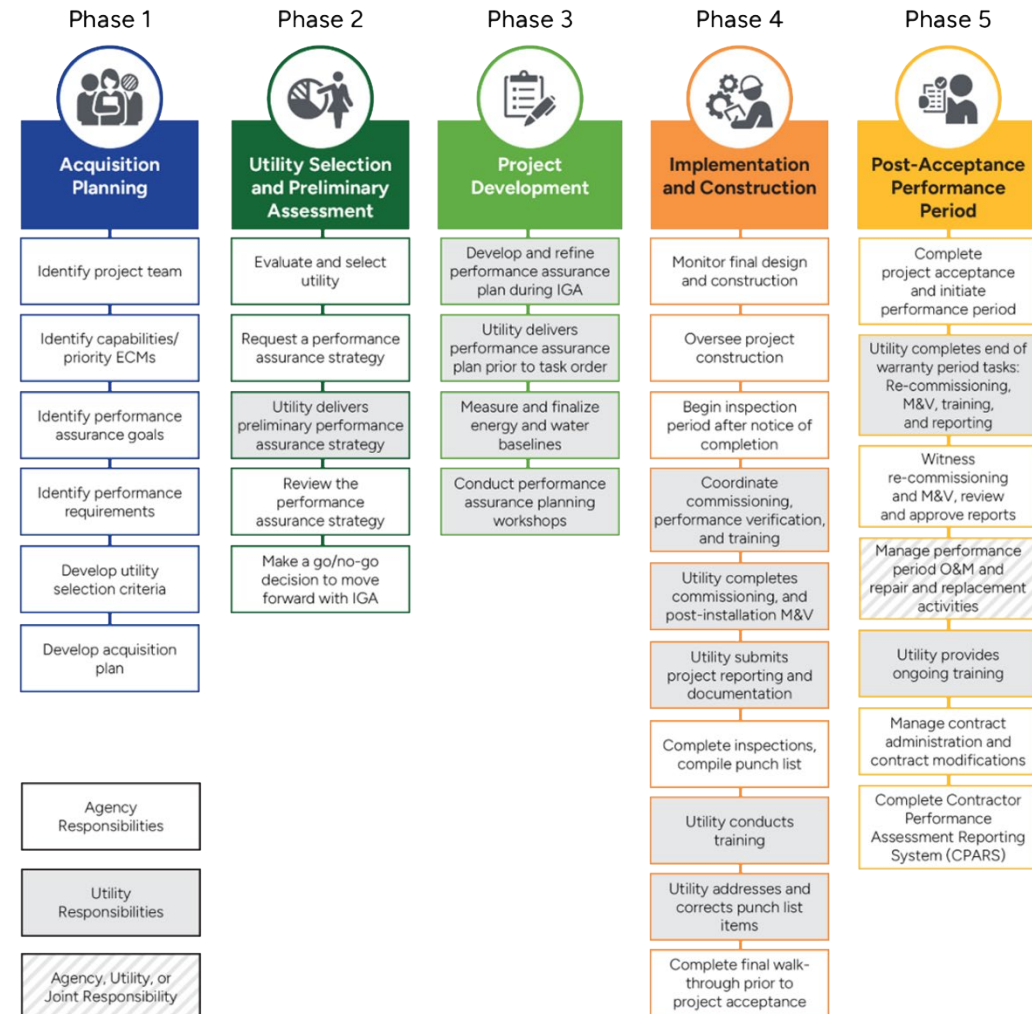 Phase 1
Phase 2
Phase 3
Phase 4
Phase 5
Acquisition
Planning
Identify project team
Identify capabilities/
priority ECMs
Identify performance
assurance goals
Identify performance
requirements
Develop utility
selection criteria
Develop acquisition
plan
Utility Selection
and Preliminary
Assessment
Evaluate and select
utility
Request a performance
assurance strategy
Utility delivers
preliminary performance
assurance strategy
Review the
performance
assurance strategy
Make a go/no-go
decision to move
forward with IGA
Project
Development
Develop and refine
performance assurance
plan during IGA
Utility delivers
performance assurance
plan prior to task order
Measure and finalize
energy and water
baselines
Conduct performance
assurance planning
workshops
Implementation
and Construction
Monitor final design
and construction
Oversee project
construction
Begin inspection
period after notice of
completion
Coordinate
commissioning,
performance verification,
and training
Utility completes
commissioning, and
post-installation M&V
Utility submits
project reporting and
documentation
Complete inspections,
compile punch list
Utility conducts
training
Utility addresses and
corrects punch list
items
Complete final walk-
through prior to
project acceptance
Post-Acceptance
Performance
Period
Complete
project acceptance
and initiate
performance period
Utility completes end of
warranty period tasks:
Re-commissioning,
M&V, training,
and reporting
Witness
re-commissioning
and M&V, review
and approve reports
Manage performance
period O&M and
repair and replacement
activities
Utility provides
ongoing training
Manage contract
administration and
contract modifications
Complete Contractor
Performance
Assessment Reporting
System (CPARS)
Agency
Responsibilities
Utility
Responsibilities
Agency, Utility, or
Joint Responsibility